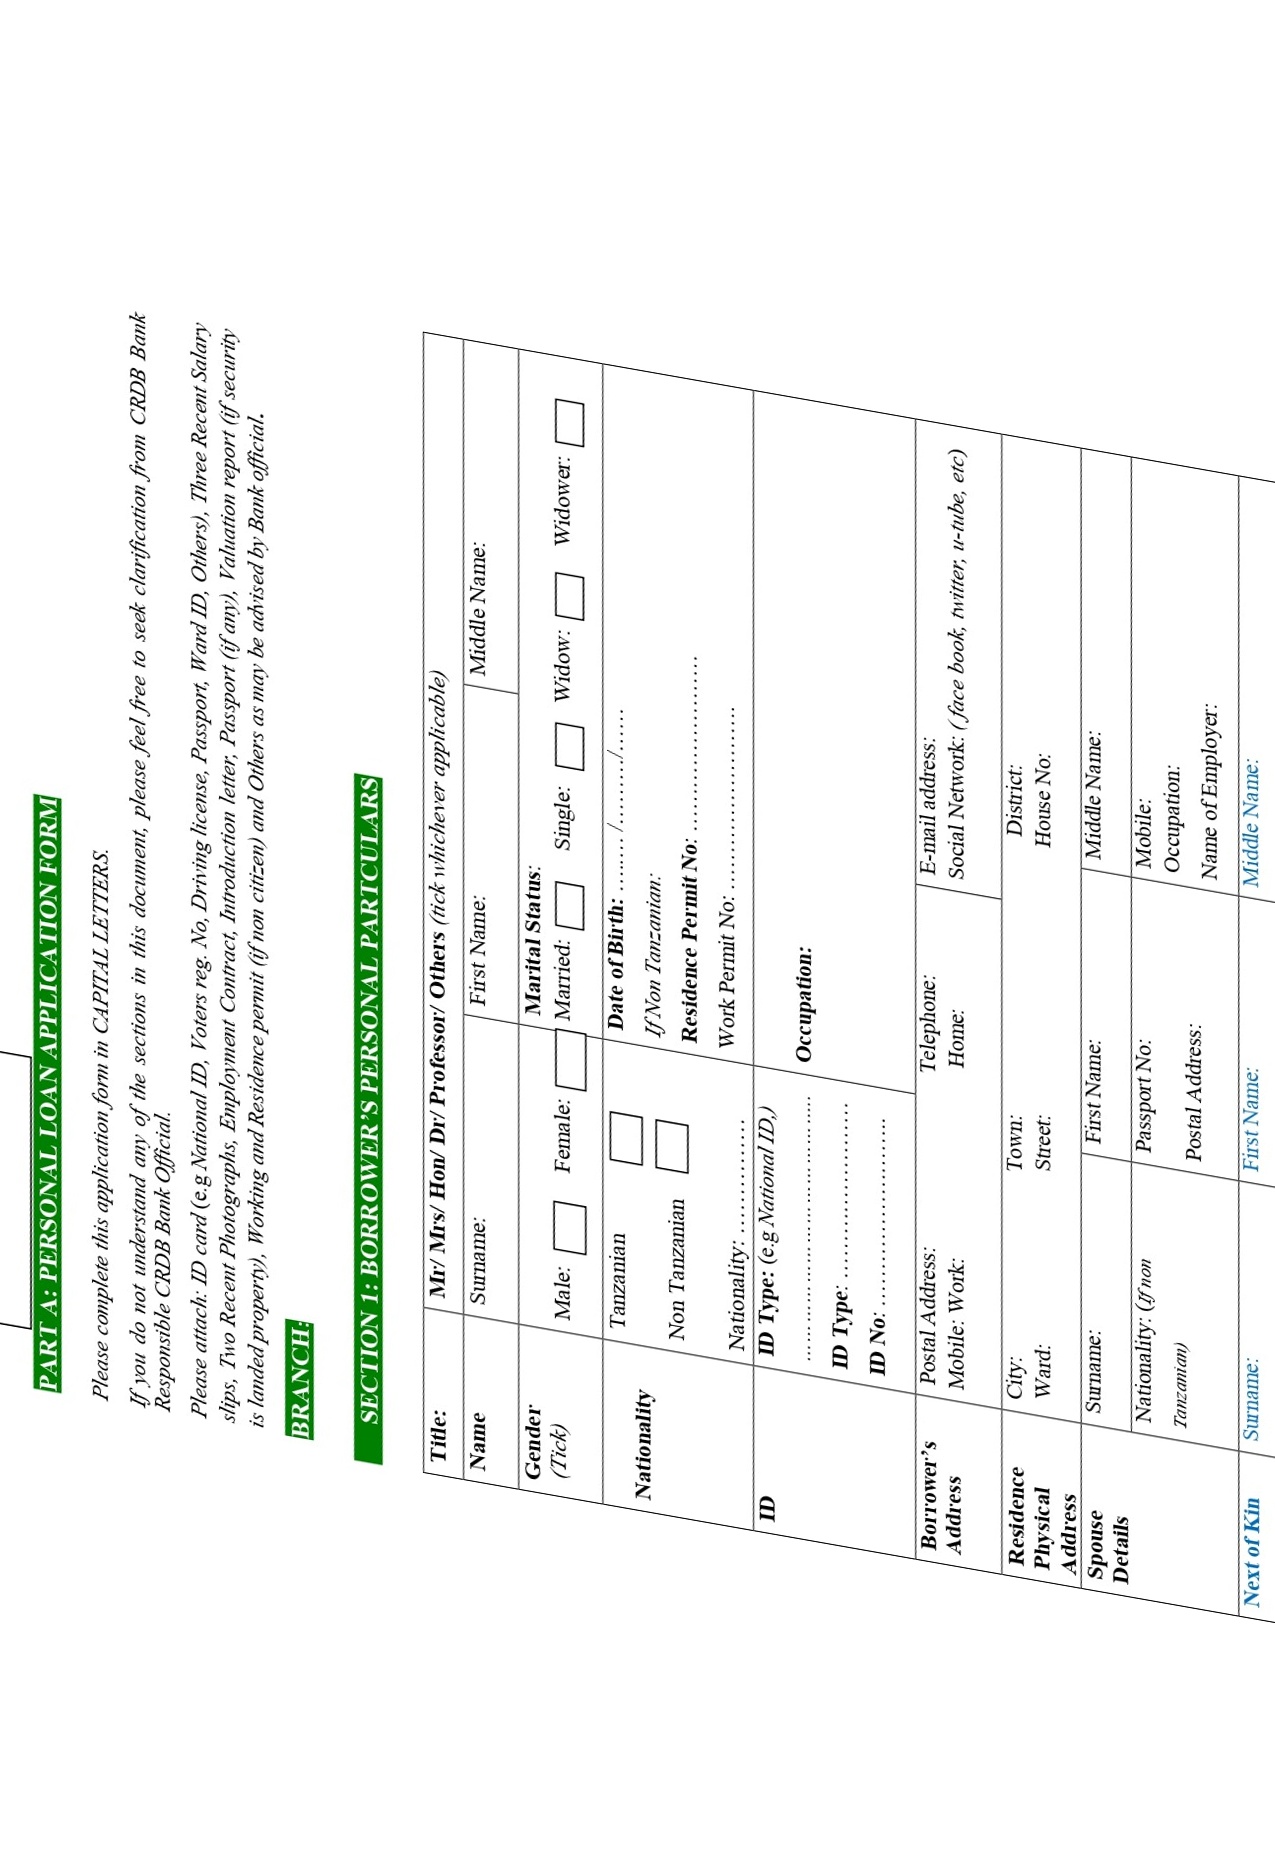 PART A: PERSONAL LOAN APPLICATION FORM
Please complete this application form in CAPITAL LETTERS.
If you do not understand any of the sections in this document, please feel free to seek clarification from CRDB Bank
Responsible CRDB Bank Official.
Please attach: ID card (e.g National ID, Voters reg. No, Driving license, Passport, Ward ID, Others), Three Recent Salary
slips, Two Recent Photographs, Employment Contract, Introduction letter, Passport (if any), Valuation report (if security
is landed property), Working and Residence permit (if non citizen) and Others as may be advised by Bank official.
BRANCH:
SECTION 1: BORROWER'S PERSONAL PARTCULARS
Title: Mr/ Mrs/ Hon/ Dr/ Professor/ Others (tick whichever applicable)
Name Surname: First Name: Middle Name:
Gender Marital Status:
(Tick) Male: Female: Married: Single: Widow: Widower:
Tanzanian Date of Birth: ......... /........../......
Nationality If Non Tanzanian:
Non Tanzanian Residence Permit No: ................................
Nationality: ...................... Work Permit No: .................................
ID ID Type: (e.g National ID,)
................................................ Occupation:
ID Type: ................................
ID No: ...................................
Borrower's Postal Address: Telephone: E-mail address:
Address Mobile: Work: Home: Social Network: ( face book, twitter, u-tube, etc)
Residence City: Town: District:
Physical Ward: Street: House No:
Address
Spouse Surname: First Name: Middle Name:
Details
Nationality: (If non Passport No: Mobile:
Tanzanian) Occupation:
Postal Address: Name of Employer:
Next of Kin Surname: First Name: Middle Name: